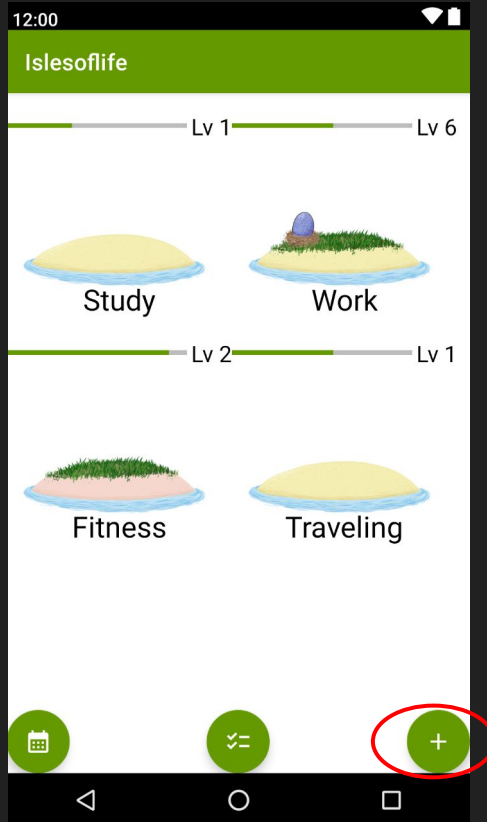 12:00
Islesoflife
Lv 1 Lv 6
Study Work
Lv 2 Lv 1
Fitness Traveling